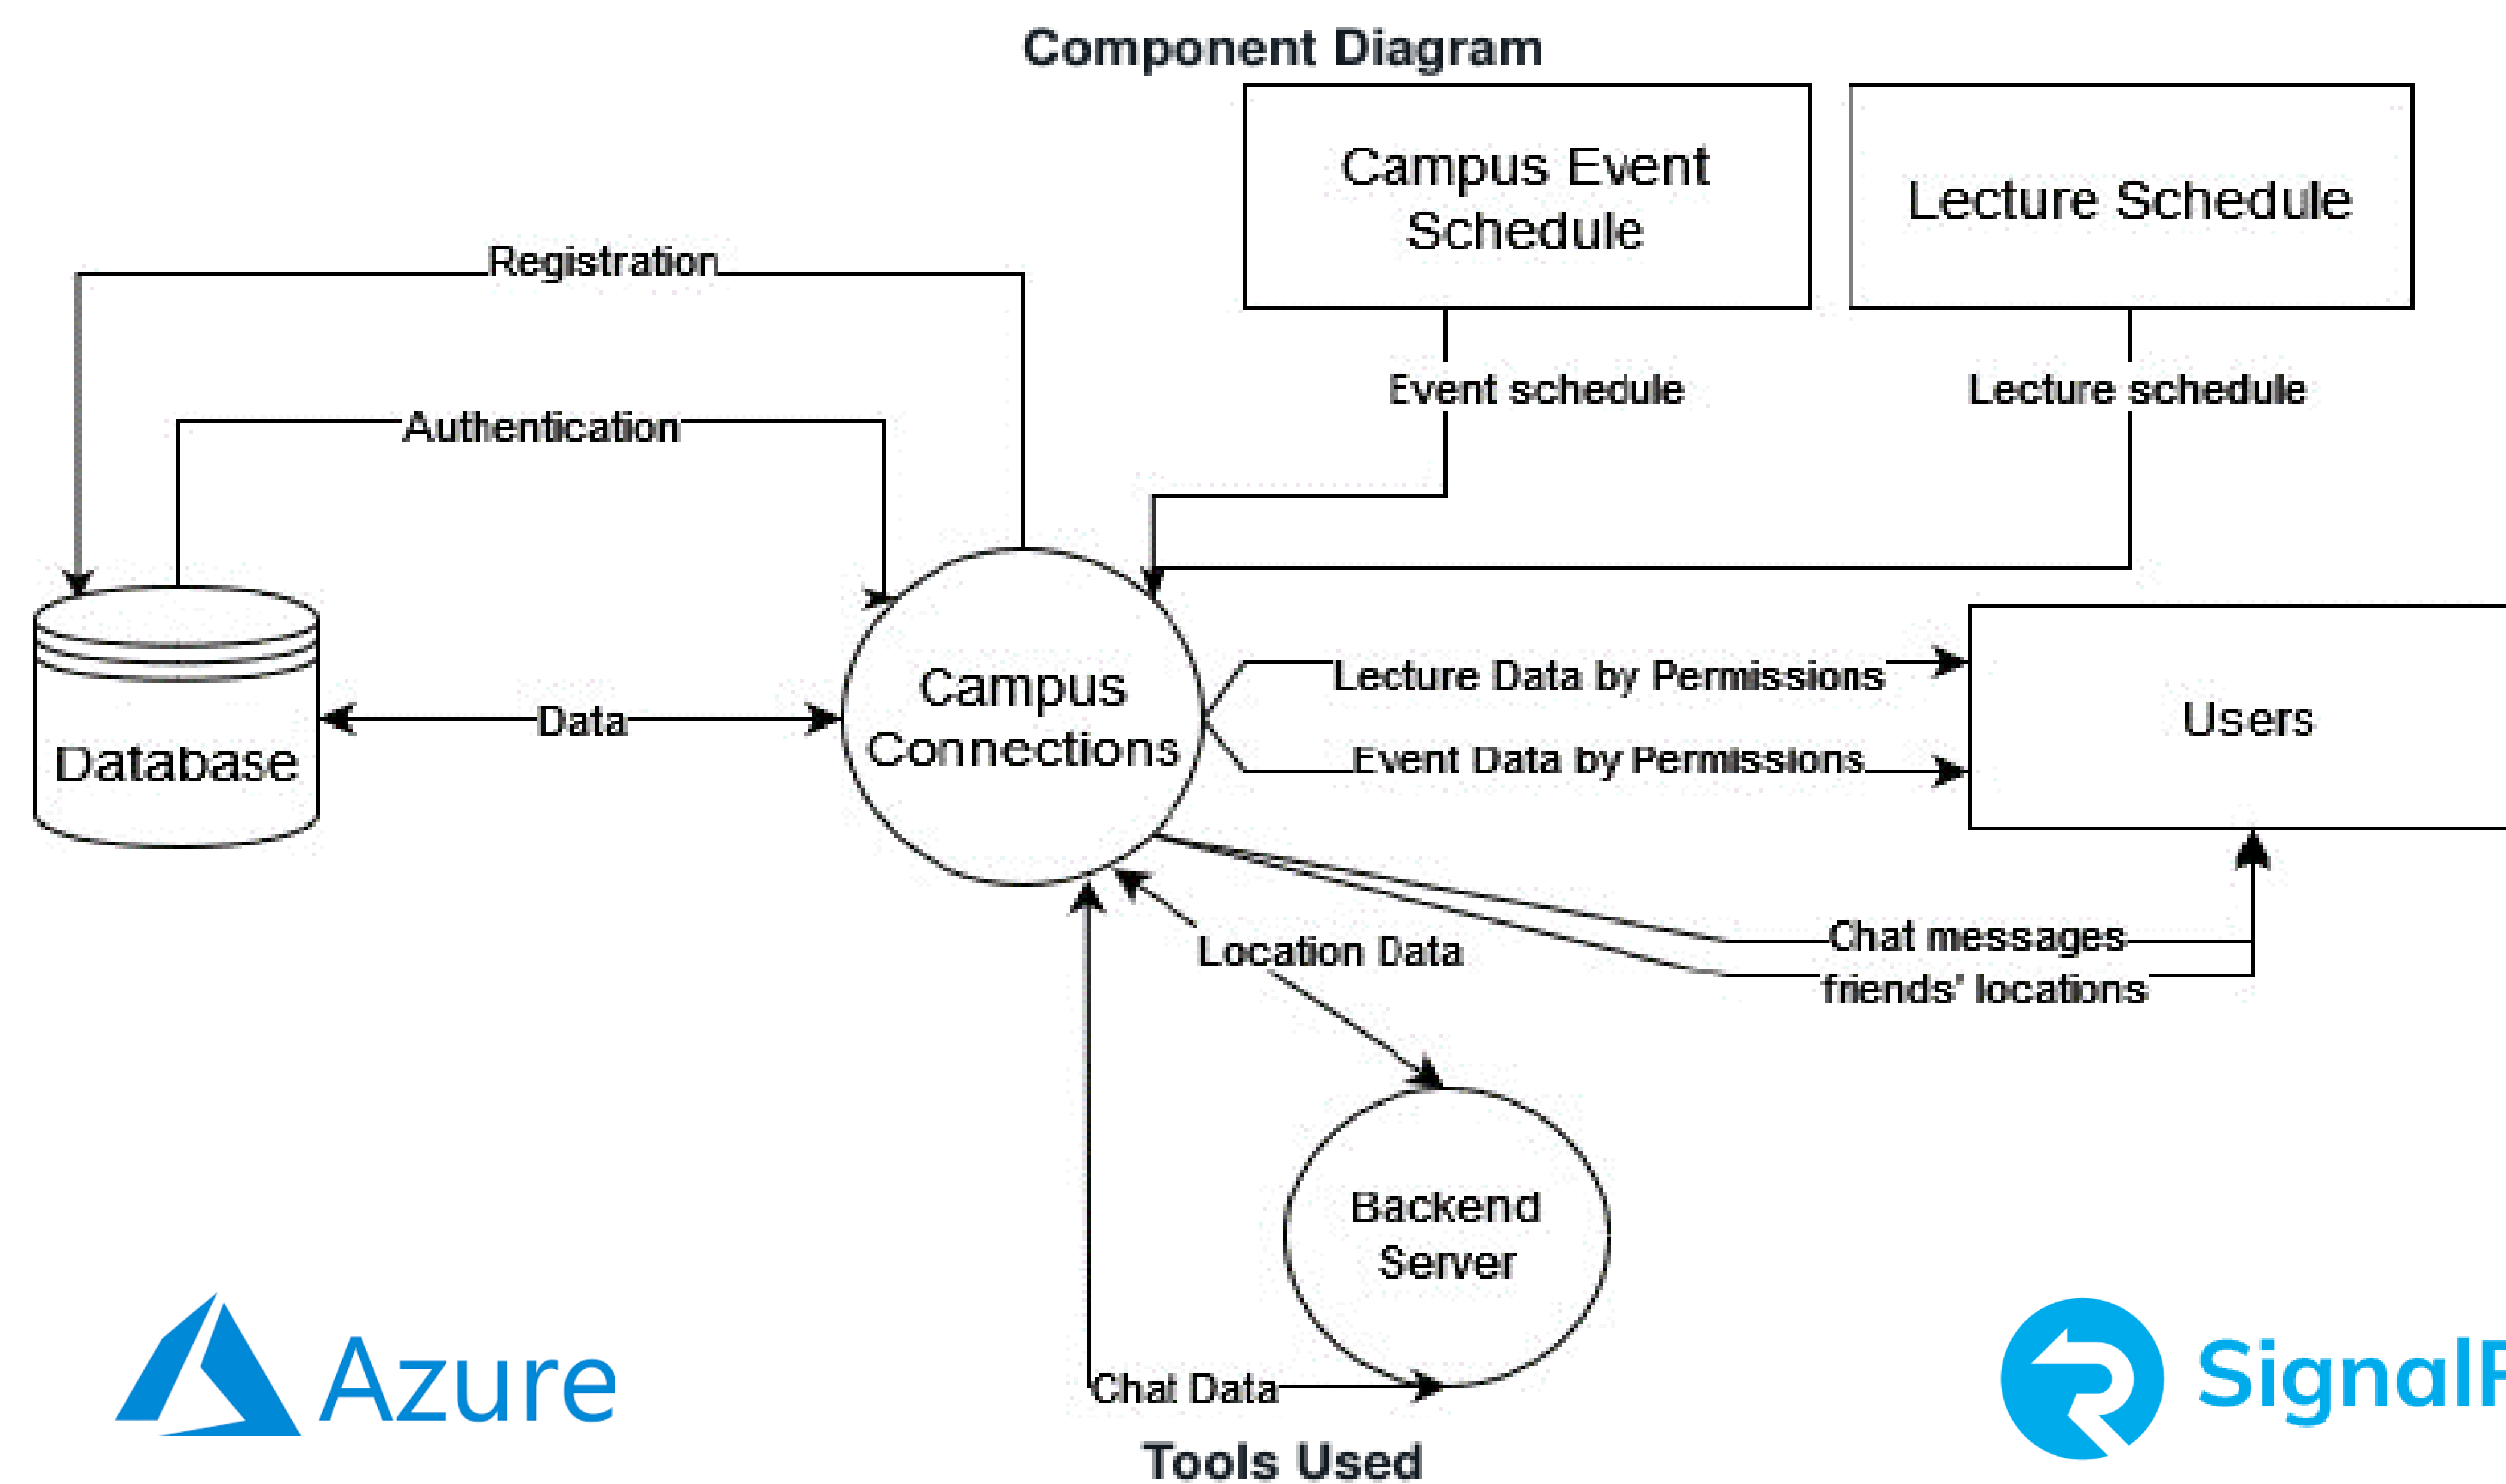 Component Diagram
Campus Event
Schedule
Lecture Schedule
Registration
Event schedule
Lecture schedule
Authentication
Campus
Connections
Lecture Data by Permissions
Users
Data
Database
Event Data by Permissions
Chat messages
Location Data
friends' locations
Backend
Server
Azure
SignalR
Chat Data
Tools Used